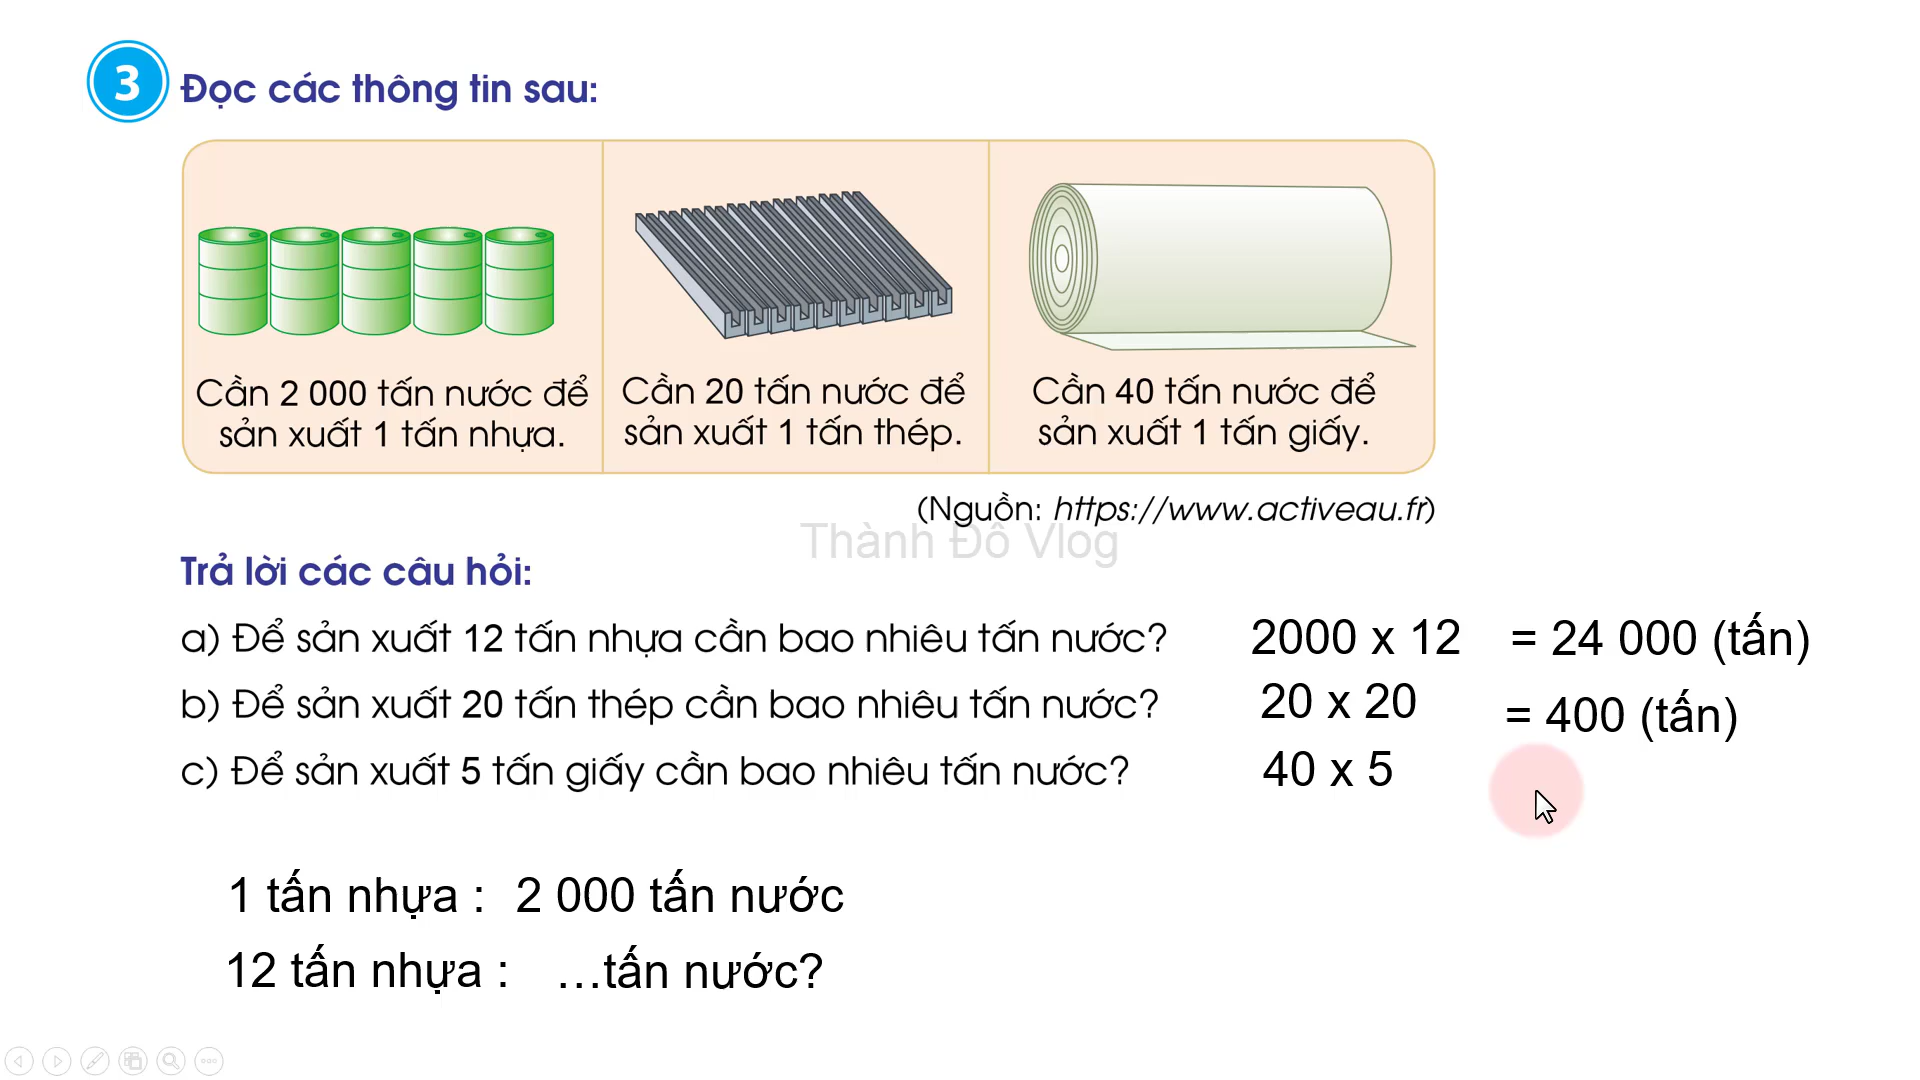 3 Đọc các thông tin sau:
Cần 2 000 tấn nước để
sản xuất 1 tấn nhựa.
Cần 20 tấn nước để
sản xuất 1 tấn thép.
Cần 40 tấn nước để
sản xuất 1 tấn giấy.
(Nguồn: https://www.activeau.fr)
Thành Đô Vlog
Trả lời các câu hỏi:
a) Để sản xuất 12 tấn nhựa cần bao nhiêu tấn nước? 2000 x 12 = 24 000 (tấn)
b) Để sản xuất 20 tấn thép cần bao nhiêu tấn nước? 20 x 20 = 400 (tấn)
c) Để sản xuất 5 tấn giấy cần bao nhiêu tấn nước? 40 x 5
1 tấn nhựa : 2 000 tấn nước
12 tấn nhựa : ...tấn nước?